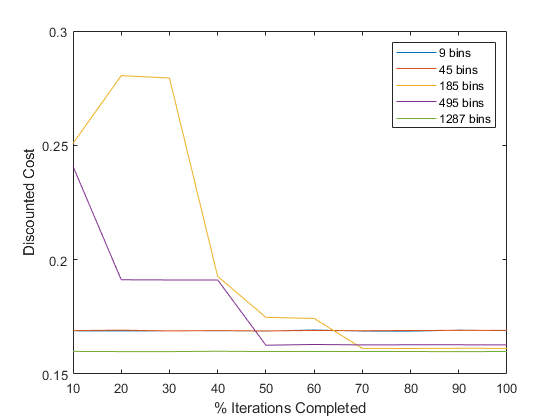 0.3
0.25
0.2
0.15
Discounted Cost
9 bins
45 bins
185 bins
495 bins
1287 bins
10 20 30 40 50 60 70 80 90 100
% Iterations Completed